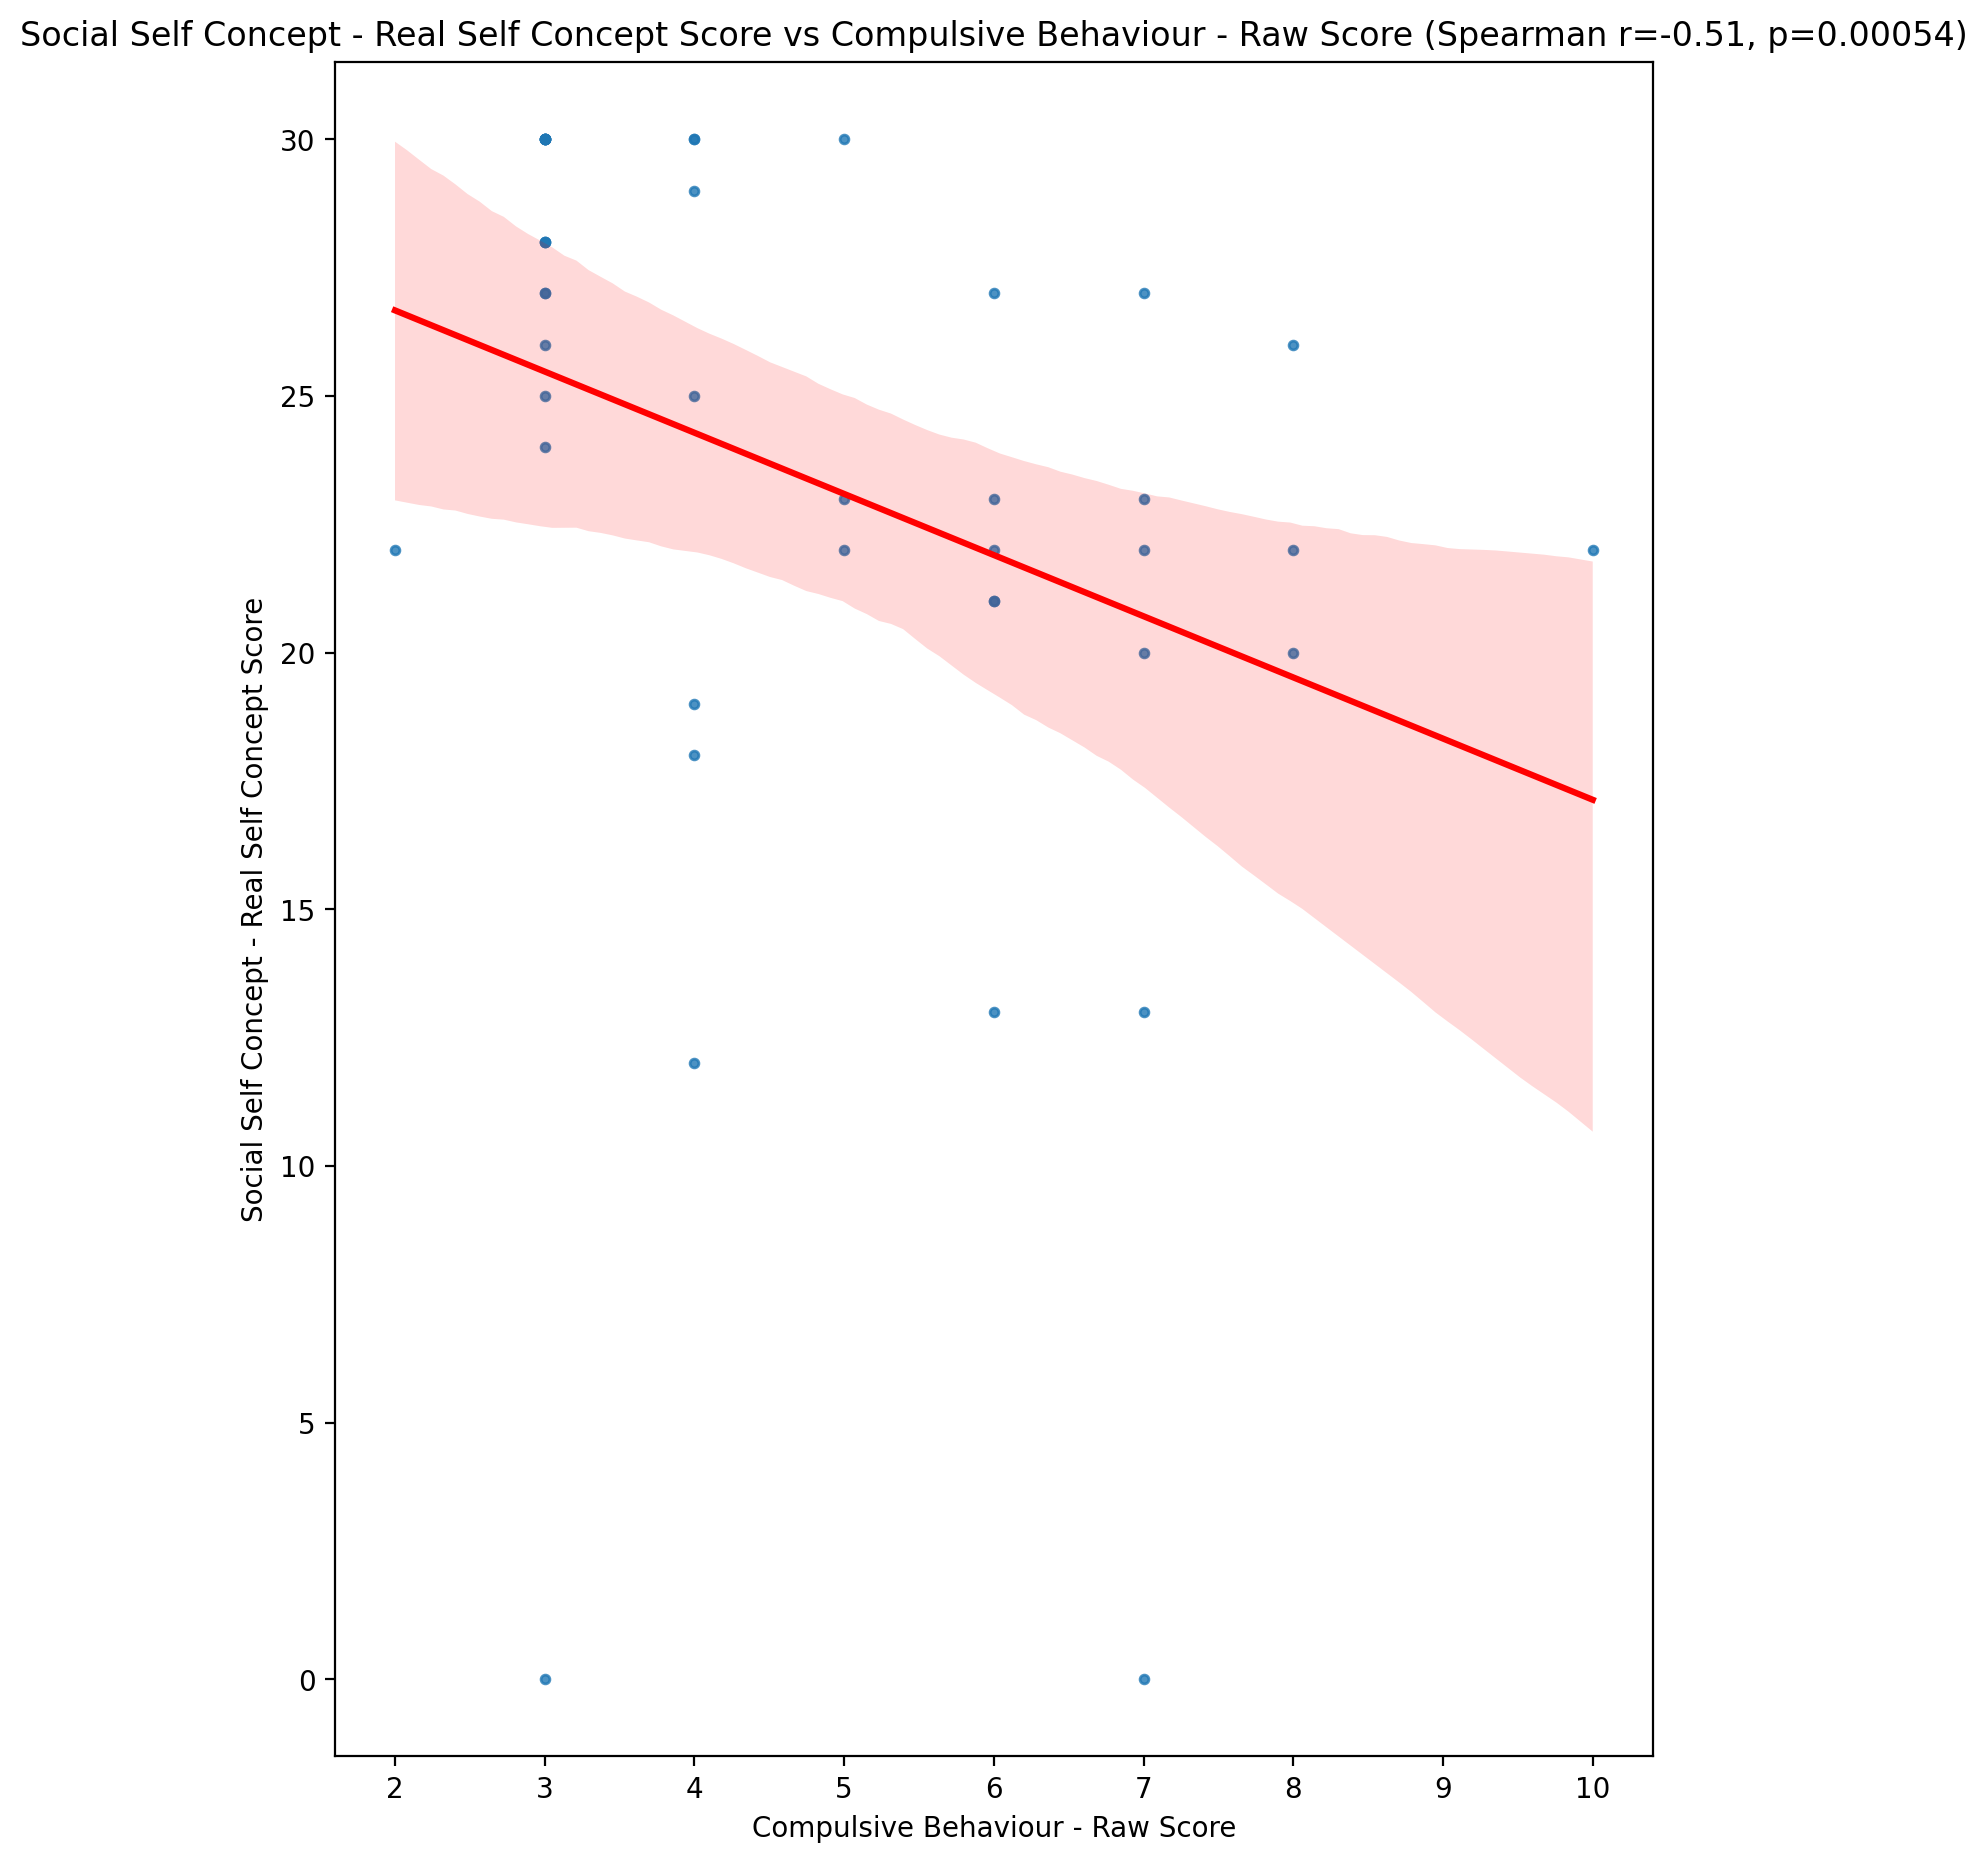 Social Self Concept - Real Self Concept Score vs Compulsive Behaviour - Raw Score (Spearman r=-0.51, p=0.00054)
Social Self Concept - Real Self Concept Score
30
25
20
15
10
5
0
2 3 4 5 6 7 8 9 10
Compulsive Behaviour - Raw Score